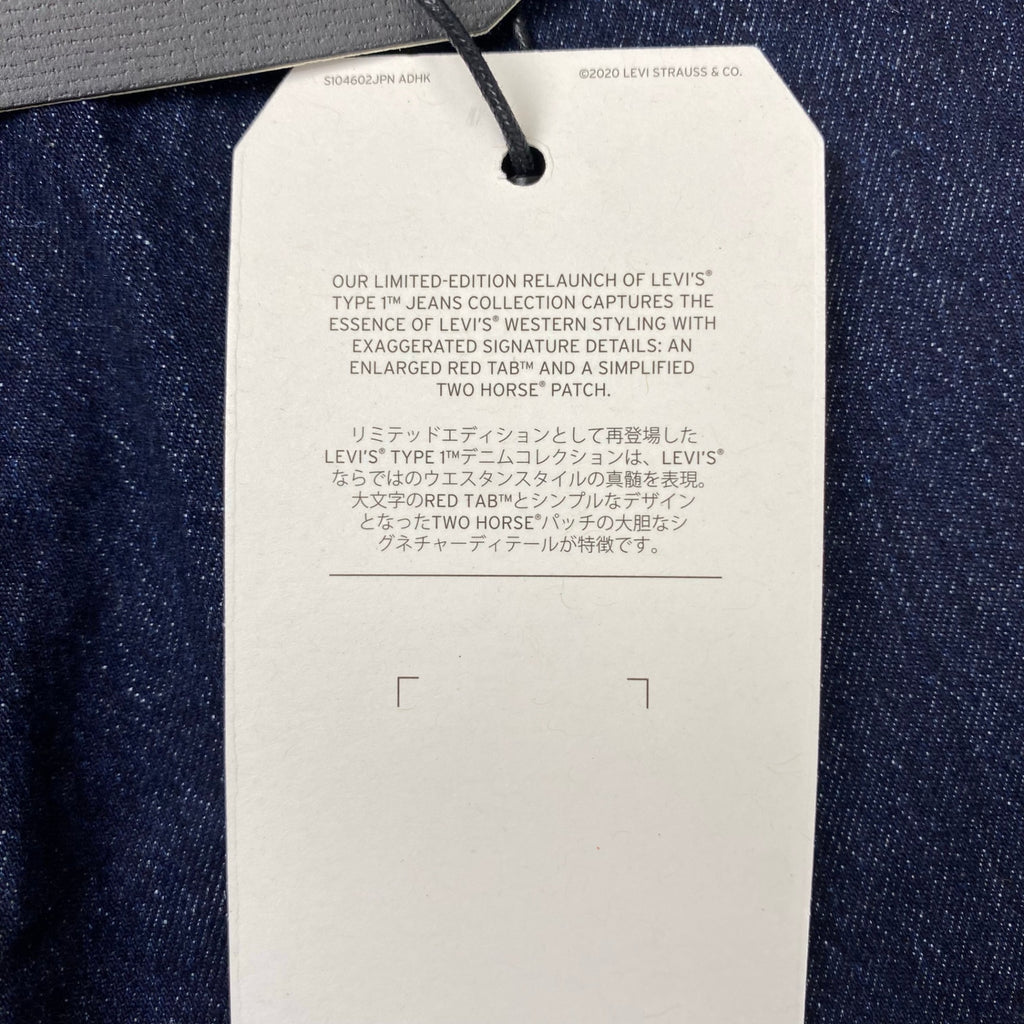 S104602JPN ADHK
©2020 LEVI STRAUSS & CO.
OUR LIMITED-EDITION RELAUNCH OF LEVI'S®
TYPE 1™ JEANS COLLECTION CAPTURES THE
ESSENCE OF LEVI'S® WESTERN STYLING WITH
EXAGGERATED SIGNATURE DETAILS: AN
ENLARGED RED TAB™ AND A SIMPLIFIED
TWO HORSE® PATCH.
リミテッドエディションとして再登場した
LEVI'S® TYPE 1™デニムコレクションは、LEVI'S®
ならではのウエスタンスタイルの真髄を表現。
大文字のRED TAB™とシンプルなデザイン
となったTWO HORSE®パッチの大胆なシ
グネチャーディテールが特徴です。